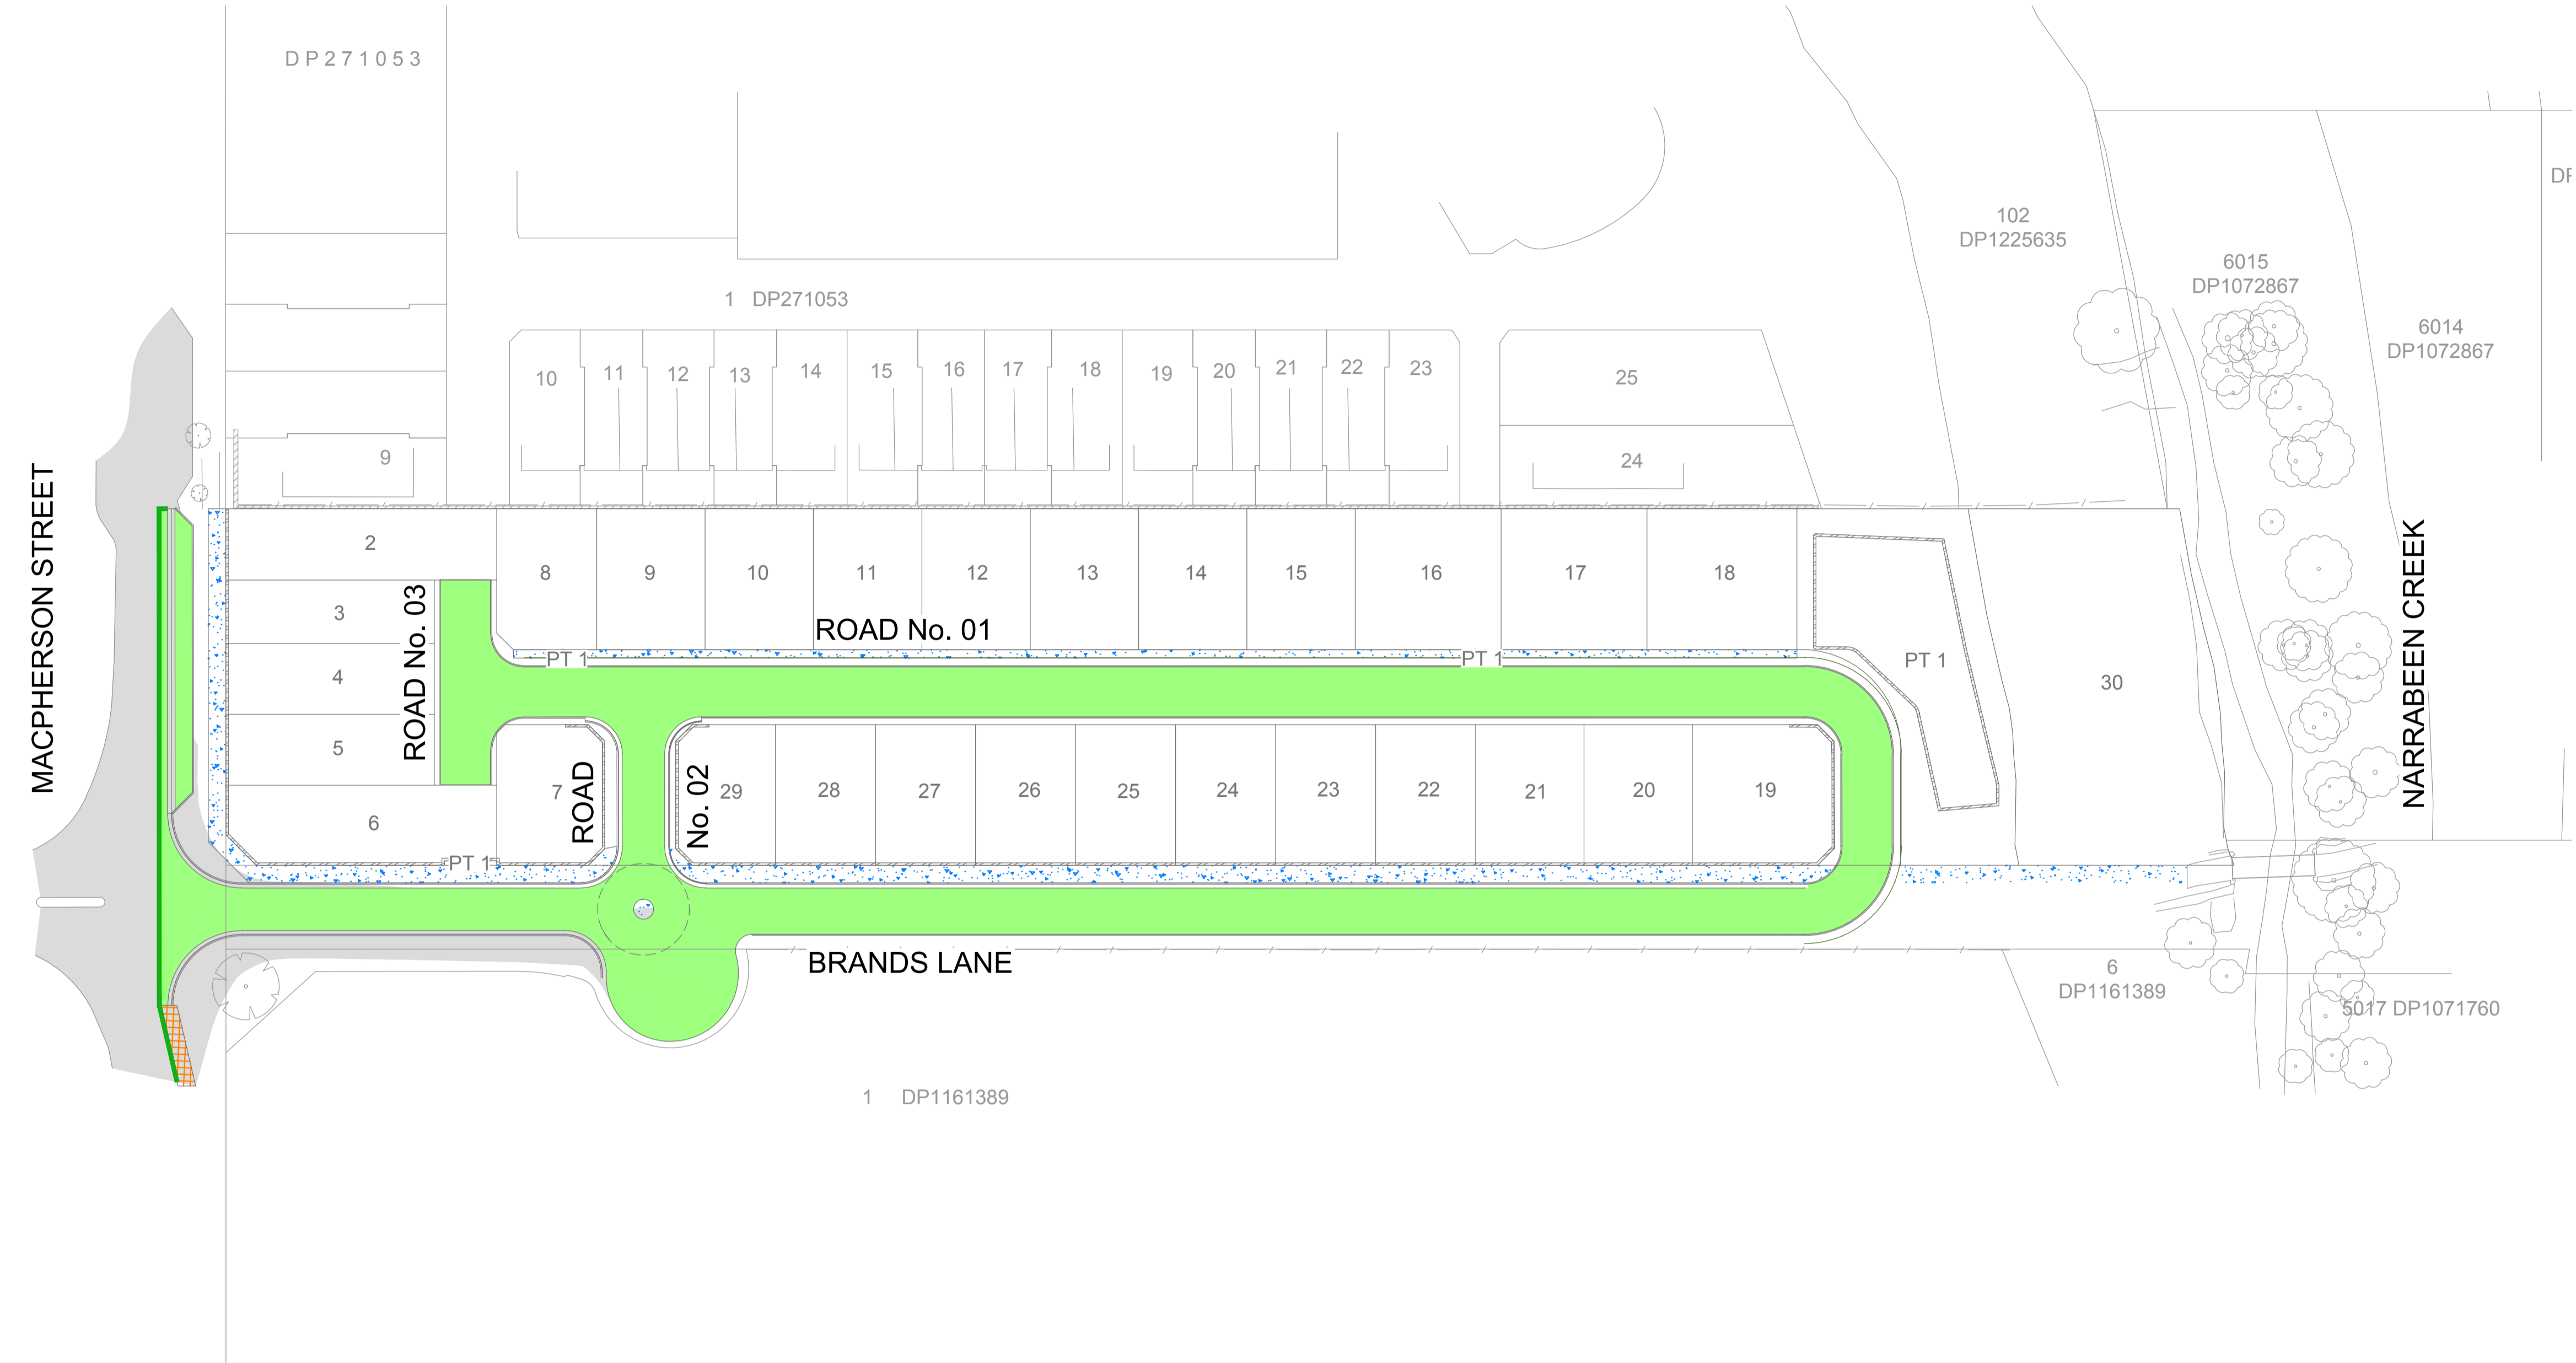 DP271053
DP
102
DP1225635
6015
DP1072867
6014
DP1072867
1 DP271053
10 11 12 13 14 15 16 17 18 19 20 21 22 23
25
24
9
MACPHERSON STREET
NARRABEEN CREEK
2
3
4
5
6
ROAD No. 03
8 9 10 11 12 13 14 15 16 17 18
ROAD No. 01
PT 1
PT 1
PT 1
30
7
ROAD
No. 02
29 28 27 26 25 24 23 22 21 20 19
PT 1
BRANDS LANE
6
DP1161389
5017 DP1071760
1 DP1161389